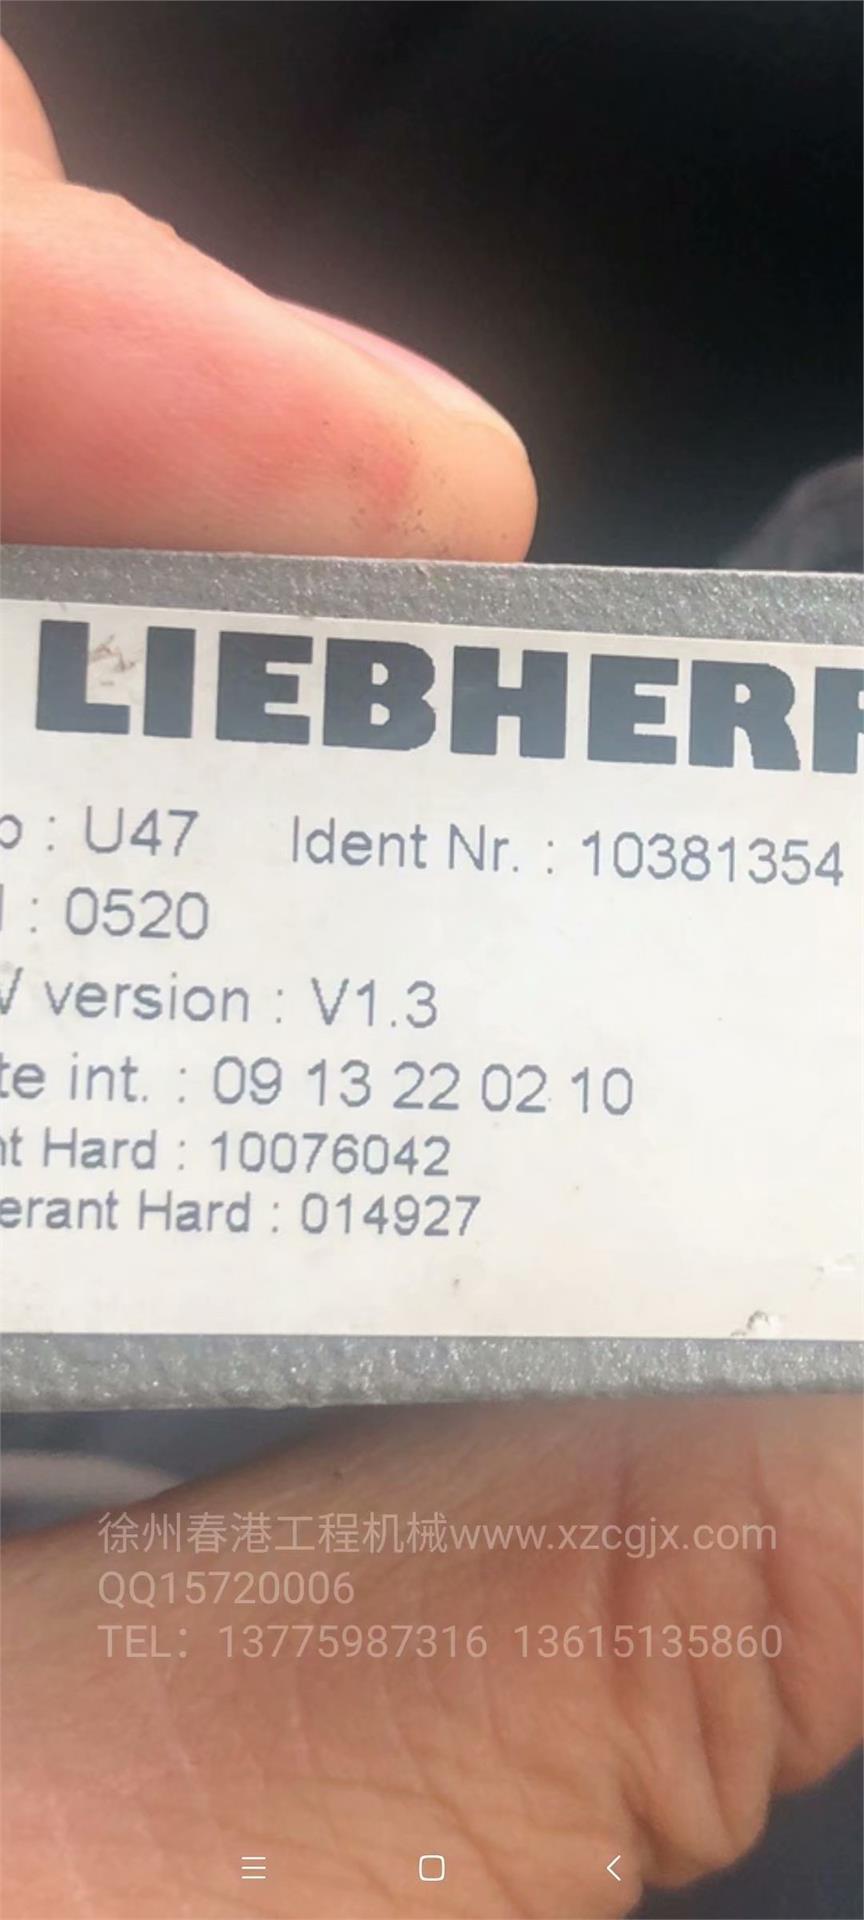 LIEBHERR
p : U47 Ident Nr. : 10381354
: 0520
version : V1.3
te int. : 09 13 22 02 10
nt Hard : 10076042
erant Hard : 014927
徐州春港工程机械www.xzcgjx.com
QQ15720006
TEL：13775987316 13615135860